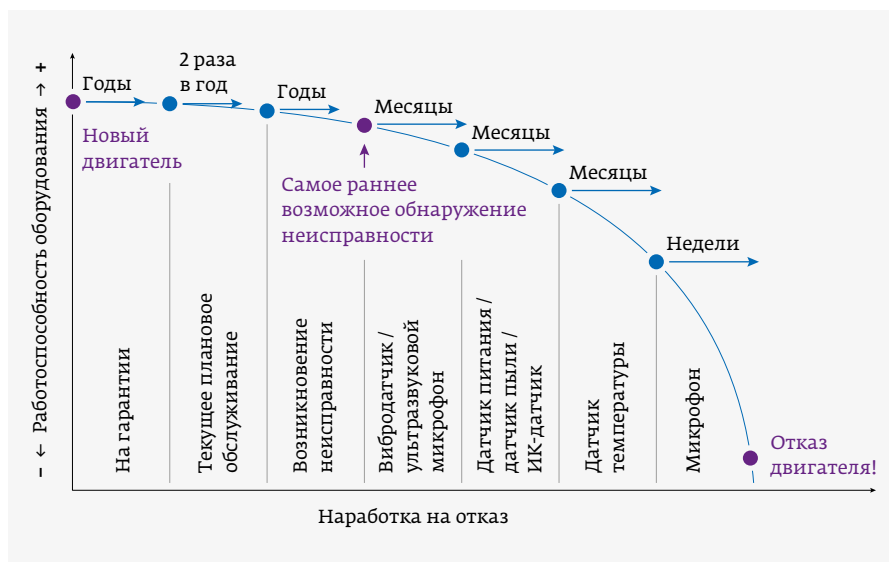 − ← Работоспособность оборудования → +
Годы
2 раза
в год
Годы
Месяцы
Месяцы
Месяцы
Недели
Новый
двигатель
Самое раннее
возможное обнаружение
неисправности
На гарантии
Текущее плановое
обслуживание
Возникновение
неисправности
Вибродатчик /
ультразвуковой
микрофон
Датчик питания /
датчик пыли /
ИК-датчик
Датчик
температуры
Микрофон
Отказ
двигателя!
Наработка на отказ